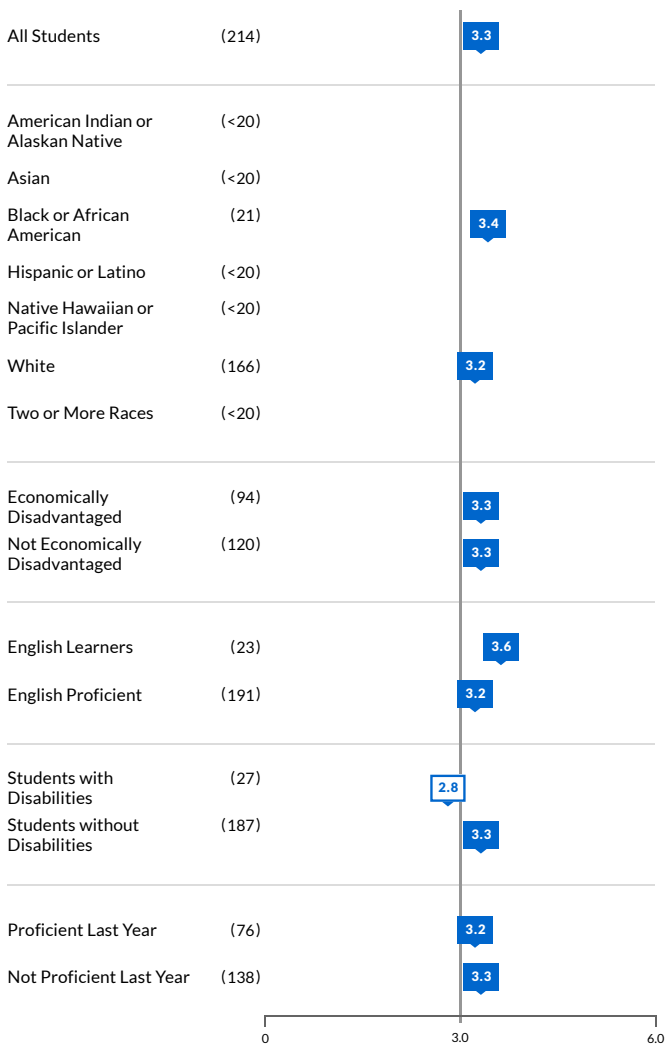 All Students (214) 3.3
American Indian or (<20)
Alaskan Native
Asian (<20)
Black or African (21) 3.4
American
Hispanic or Latino (<20)
Native Hawaiian or (<20)
Pacific Islander
White (166) 3.2
Two or More Races (<20)
Economically (94) 3.3
Disadvantaged
Not Economically (120) 3.3
Disadvantaged
English Learners (23) 3.6
English Proficient (191) 3.2
Students with (27) 2.8
Disabilities
Students without (187) 3.3
Disabilities
Proficient Last Year (76) 3.2
Not Proficient Last Year (138) 3.3
0 3.0 6.0